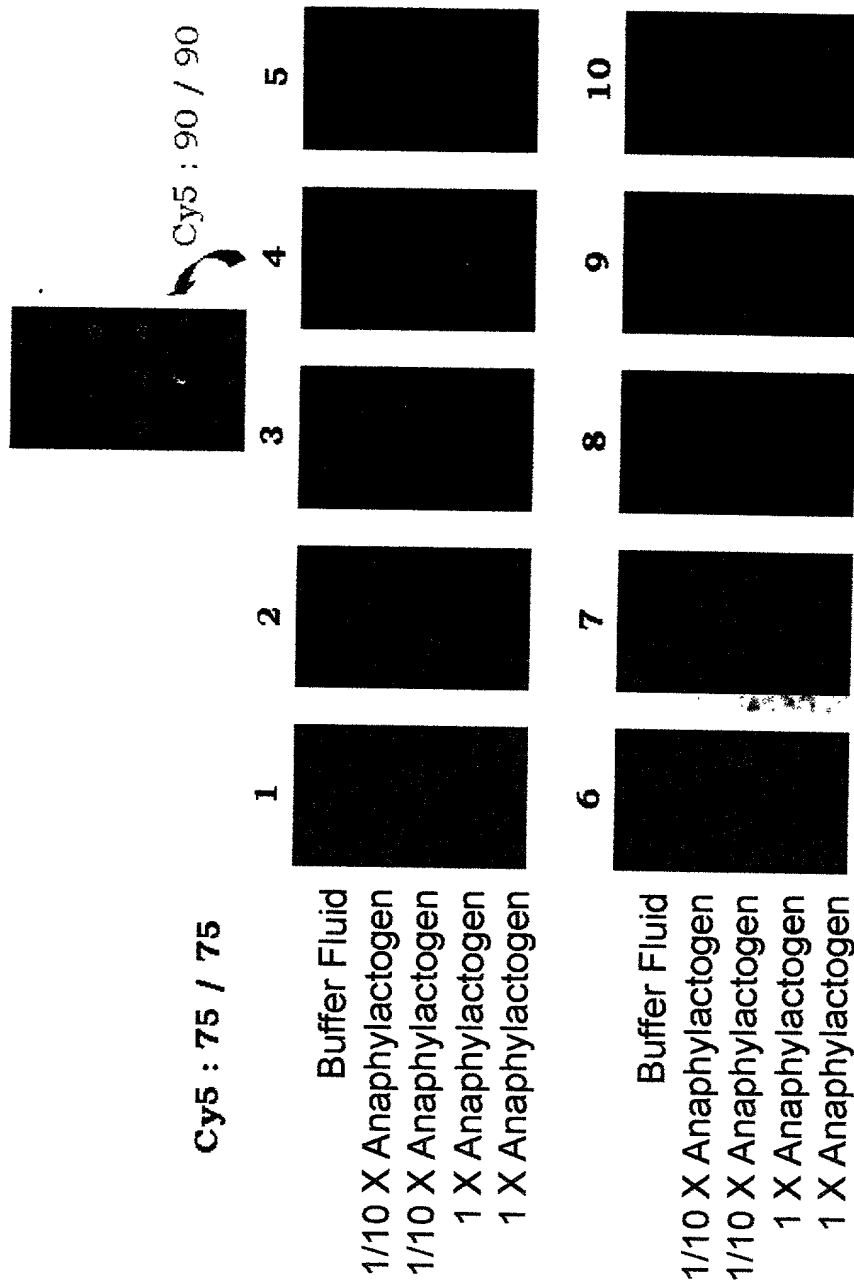 Cy5 : 75 / 75
Cy5 : 90 / 90
1 2 3 4 5
Buffer Fluid
1/10 X Anaphylactogen
1/10 X Anaphylactogen
1 X Anaphylactogen
1 X Anaphylactogen
6 7 8 9 10
Buffer Fluid
1/10 X Anaphylactogen
1/10 X Anaphylactogen
1 X Anaphylactogen
1 X Anaphylactogen